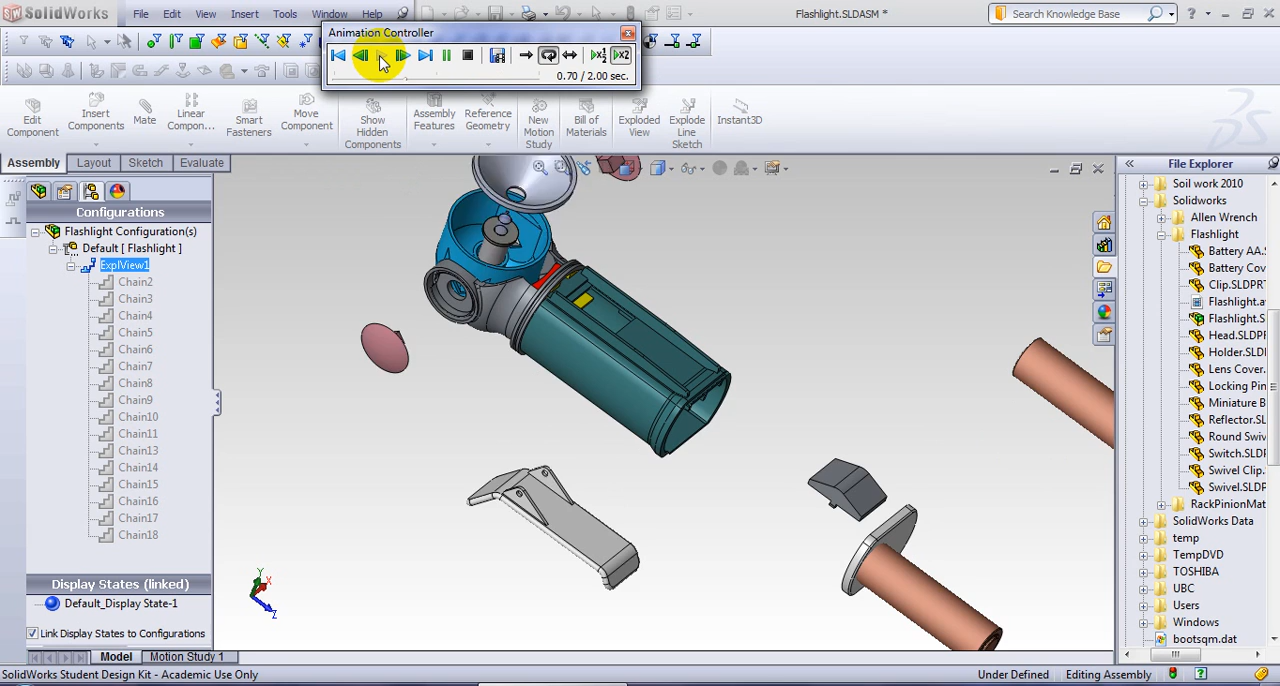 SolidWorks
File
Edit
View
Insert
Tools
Window
Help
Flashlight.SLDASM *
Search Knowledge Base
Animation Controller
0.70 / 2.00 sec.
Edit Component
Insert Components
Mate
Linear Compon...
Smart Fasteners
Move Component
Show Hidden Components
Assembly Features
Reference Geometry
New Motion Study
Bill of Materials
Exploded View
Explode Line Sketch
Instant3D
Assembly
Layout
Sketch
Evaluate
Configurations
Flashlight Configuration(s)
Default [ Flashlight ]
ExplView1
Chain2
Chain3
Chain4
Chain5
Chain6
Chain7
Chain8
Chain9
Chain10
Chain11
Chain13
Chain14
Chain15
Chain16
Chain17
Chain18
Display States (linked)
Default_Display State-1
Link Display States to Configurations
Model
Motion Study 1
SolidWorks Student Design Kit - Academic Use Only
Under Defined
Editing Assembly
File Explorer
Soil work 2010
Solidworks
Allen Wrench
Flashlight
Battery AA.
Battery Cov
Clip.SLDPRT
Flashlight.a
Flashlight.S
Head.SLDP
Holder.SLD
Lens Cover.
Locking Pin
Miniature B
Reflector.SL
Round Swiv
Switch.SLD
Swivel Clip.
Swivel.SLDP
RackPinionMat
SolidWorks Data
temp
TempDVD
TOSHIBA
UBC
Users
Windows
bootsqm.dat
X
Y
Z